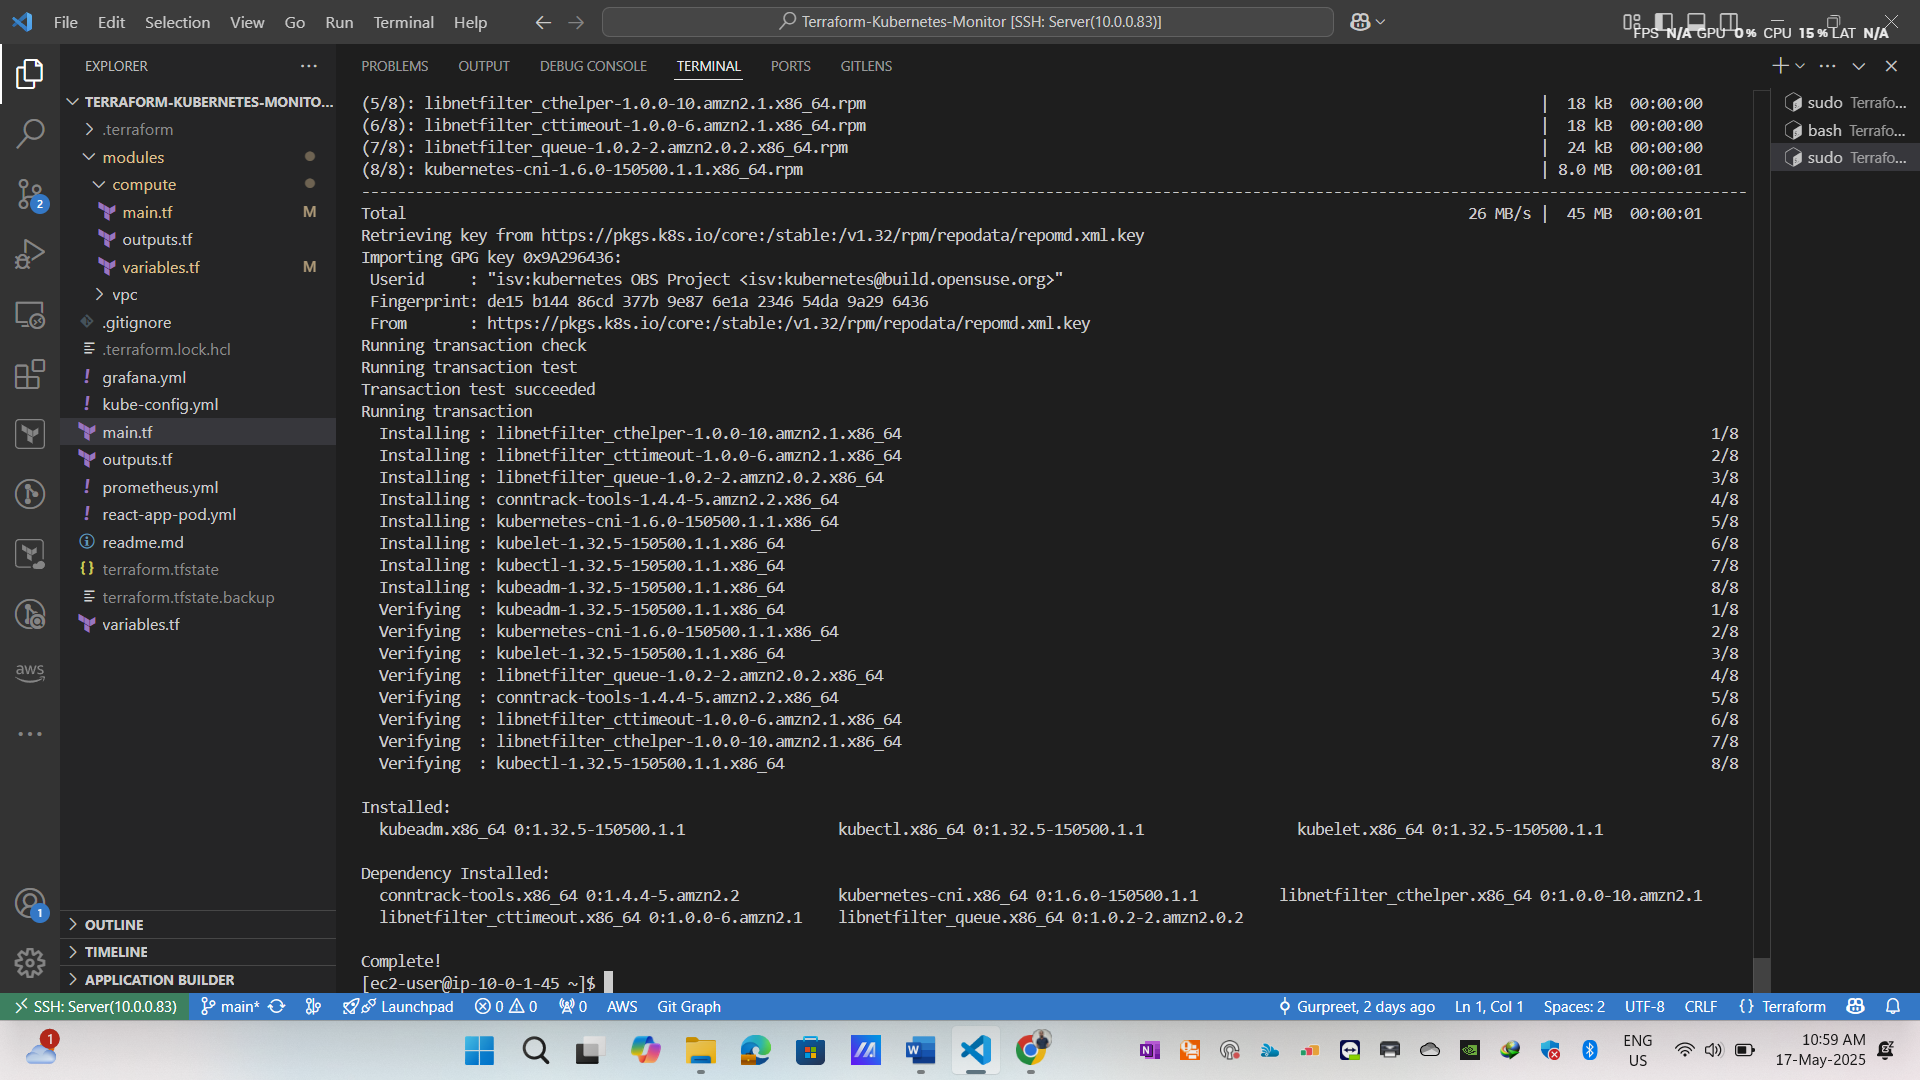 File Edit Selection View Go Run Terminal Help
Terraform-Kubernetes-Monitor [SSH: Server(10.0.0.83)]
FPS N/A GPU 0% CPU 15% LAT N/A
EXPLORER
TERRAFORM-KUBERNETES-MONITO...
.terraform
modules
compute
main.tf M
outputs.tf
variables.tf M
vpc
.gitignore
.terraform.lock.hcl
! grafana.yml
! kube-config.yml
main.tf
outputs.tf
! prometheus.yml
! react-app-pod.yml
readme.md
{} terraform.tfstate
terraform.tfstate.backup
variables.tf
OUTLINE
TIMELINE
APPLICATION BUILDER
2
aws
1
PROBLEMS OUTPUT DEBUG CONSOLE TERMINAL PORTS GITLENS
(5/8): libnetfilter_cthelper-1.0.0-10.amzn2.1.x86_64.rpm | 18 kB 00:00:00
(6/8): libnetfilter_cttimeout-1.0.0-6.amzn2.1.x86_64.rpm | 18 kB 00:00:00
(7/8): libnetfilter_queue-1.0.2-2.amzn2.0.2.x86_64.rpm | 24 kB 00:00:00
(8/8): kubernetes-cni-1.6.0-150500.1.1.x86_64.rpm | 8.0 MB 00:00:01
Total 26 MB/s | 45 MB 00:00:01
Retrieving key from https://pkgs.k8s.io/core:/stable:/v1.32/rpm/repodata/repomd.xml.key
Importing GPG key 0x9A296436:
Userid : "isv:kubernetes OBS Project <isv:kubernetes@build.opensuse.org>"
Fingerprint: de15 b144 86cd 377b 9e87 6e1a 2346 54da 9a29 6436
From : https://pkgs.k8s.io/core:/stable:/v1.32/rpm/repodata/repomd.xml.key
Running transaction check
Running transaction test
Transaction test succeeded
Running transaction
Installing : libnetfilter_cthelper-1.0.0-10.amzn2.1.x86_64 1/8
Installing : libnetfilter_cttimeout-1.0.0-6.amzn2.1.x86_64 2/8
Installing : libnetfilter_queue-1.0.2-2.amzn2.0.2.x86_64 3/8
Installing : conntrack-tools-1.4.4-5.amzn2.2.x86_64 4/8
Installing : kubernetes-cni-1.6.0-150500.1.1.x86_64 5/8
Installing : kubelet-1.32.5-150500.1.1.x86_64 6/8
Installing : kubectl-1.32.5-150500.1.1.x86_64 7/8
Installing : kubeadm-1.32.5-150500.1.1.x86_64 8/8
Verifying : kubeadm-1.32.5-150500.1.1.x86_64 1/8
Verifying : kubernetes-cni-1.6.0-150500.1.1.x86_64 2/8
Verifying : kubelet-1.32.5-150500.1.1.x86_64 3/8
Verifying : libnetfilter_queue-1.0.2-2.amzn2.0.2.x86_64 4/8
Verifying : conntrack-tools-1.4.4-5.amzn2.2.x86_64 5/8
Verifying : libnetfilter_cttimeout-1.0.0-6.amzn2.1.x86_64 6/8
Verifying : libnetfilter_cthelper-1.0.0-10.amzn2.1.x86_64 7/8
Verifying : kubectl-1.32.5-150500.1.1.x86_64 8/8
Installed:
kubeadm.x86_64 0:1.32.5-150500.1.1 kubectl.x86_64 0:1.32.5-150500.1.1 kubelet.x86_64 0:1.32.5-150500.1.1
Dependency Installed:
conntrack-tools.x86_64 0:1.4.4-5.amzn2.2 kubernetes-cni.x86_64 0:1.6.0-150500.1.1 libnetfilter_cthelper.x86_64 0:1.0.0-10.amzn2.1
libnetfilter_cttimeout.x86_64 0:1.0.0-6.amzn2.1 libnetfilter_queue.x86_64 0:1.0.2-2.amzn2.0.2
Complete!
[ec2-user@ip-10-0-1-45 ~]$
sudo Terrafo...
bash Terrafo...
sudo Terrafo...
SSH: Server(10.0.0.83) main* Launchpad 0 0 0 AWS Git Graph Gurpreet, 2 days ago Ln 1, Col 1 Spaces: 2 UTF-8 CRLF {} Terraform
1
ENG
US
10:59 AM
17-May-2025